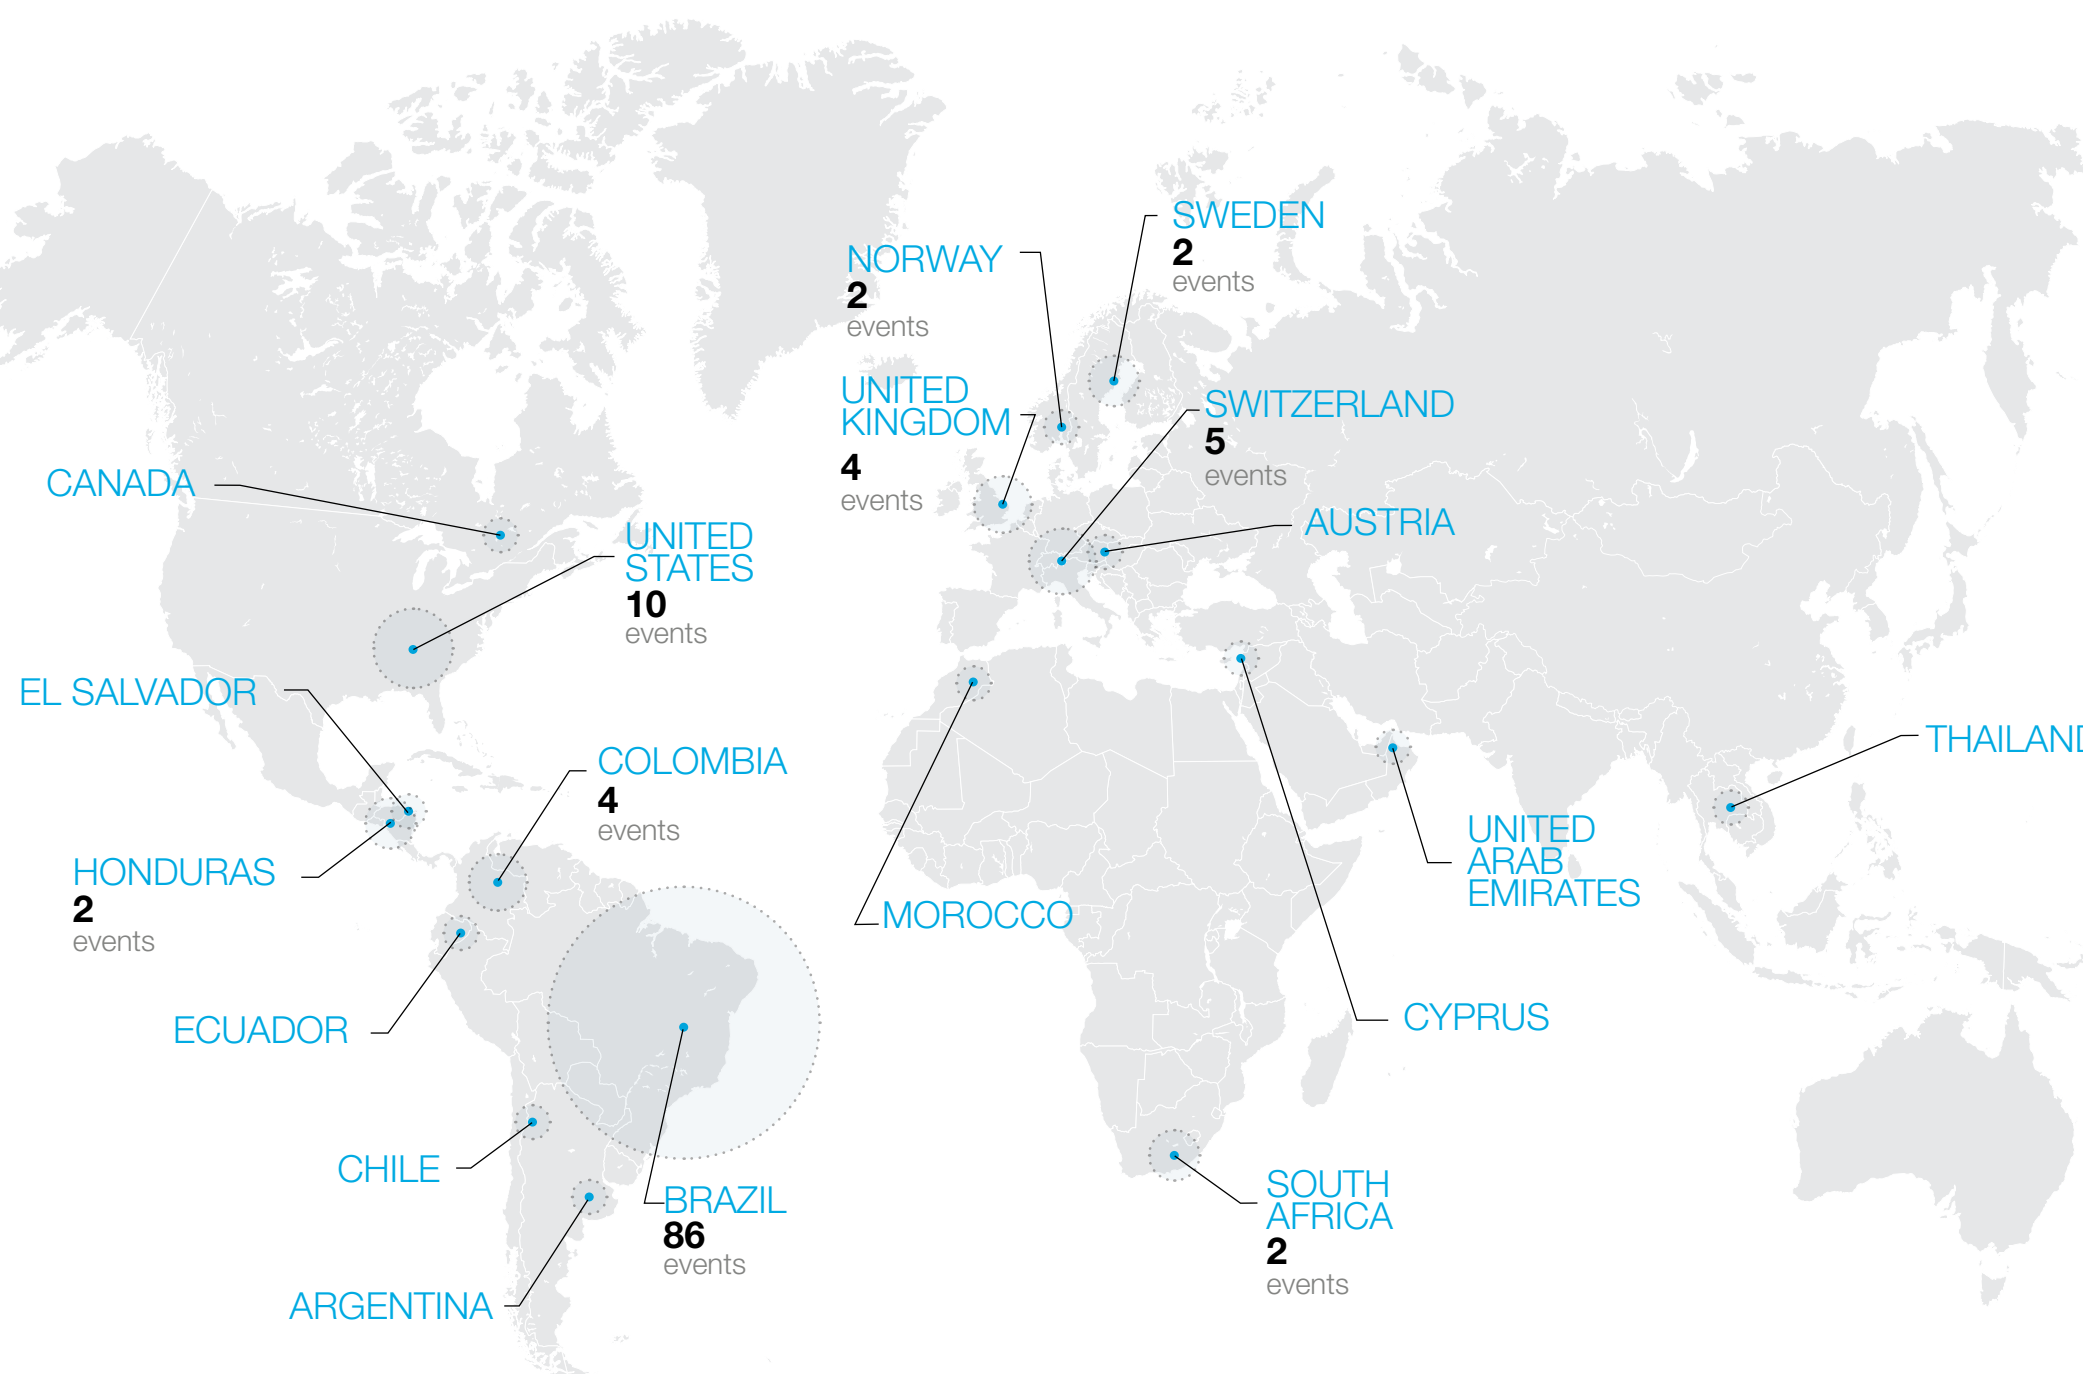 SWEDEN
2
events
NORWAY
2
events
UNITED
KINGDOM
4
events
SWITZERLAND
5
events
CANADA
UNITED
STATES
10
events
AUSTRIA
EL SALVADOR
COLOMBIA
4
events
THAILAND
UNITED
ARAB
EMIRATES
HONDURAS
2
events
MOROCCO
ECUADOR
CYPRUS
CHILE
BRAZIL
86
events
SOUTH
AFRICA
2
events
ARGENTINA